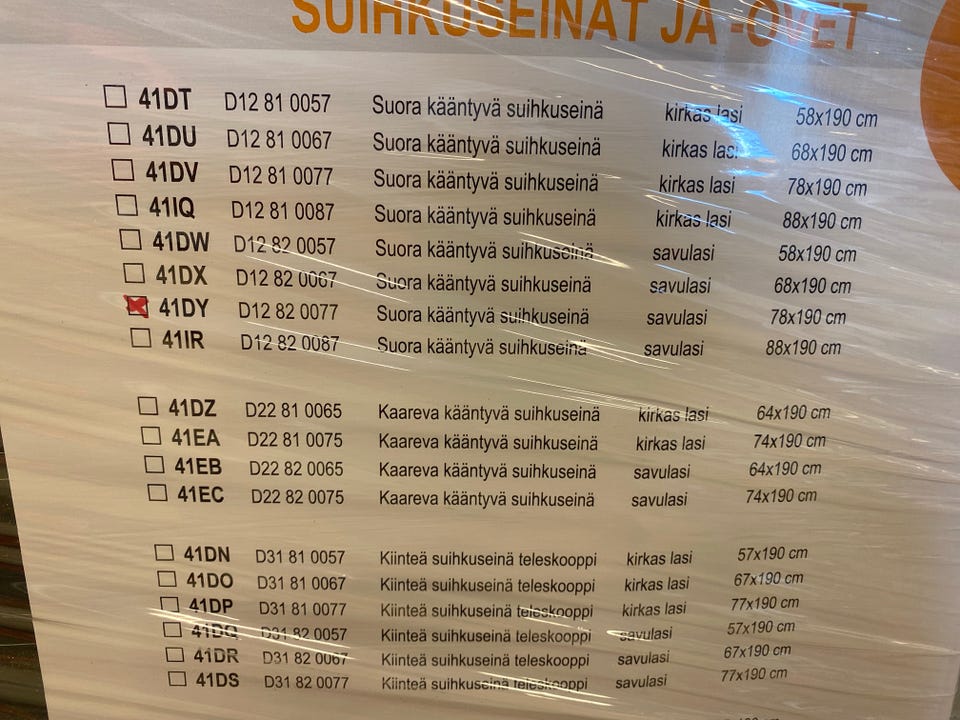 SUIHKUSEINÄT JA -OVET
41DT D12 81 0057 Suora kääntyvä suihkuseinä kirkas lasi 58x190 cm
41DU D12 81 0067 Suora kääntyvä suihkuseinä kirkas lasi 68x190 cm
41DV D12 81 0077 Suora kääntyvä suihkuseinä kirkas lasi 78x190 cm
41IQ D12 81 0087 Suora kääntyvä suihkuseinä kirkas lasi 88x190 cm
41DW D12 82 0057 Suora kääntyvä suihkuseinä savulasi 58x190 cm
41DX D12 82 0067 Suora kääntyvä suihkuseinä savulasi 68x190 cm
41DY D12 82 0077 Suora kääntyvä suihkuseinä savulasi 78x190 cm
41IR D12 82 0087 Suora kääntyvä suihkuseinä savulasi 88x190 cm
41DZ D22 81 0065 Kaareva kääntyvä suihkuseinä kirkas lasi 64x190 cm
41EA D22 81 0075 Kaareva kääntyvä suihkuseinä kirkas lasi 74x190 cm
41EB D22 82 0065 Kaareva kääntyvä suihkuseinä savulasi 64x190 cm
41EC D22 82 0075 Kaareva kääntyvä suihkuseinä savulasi 74x190 cm
41DN D31 81 0057 Kiinteä suihkuseinä teleskooppi kirkas lasi 57x190 cm
41DO D31 81 0067 Kiinteä suihkuseinä teleskooppi kirkas lasi 67x190 cm
41DP D31 81 0077 Kiinteä suihkuseinä teleskooppi kirkas lasi 77x190 cm
41DQ D31 82 0057 Kiinteä suihkuseinä teleskooppi savulasi 57x190 cm
41DR D31 82 0067 Kiinteä suihkuseinä teleskooppi savulasi 67x190 cm
41DS D31 82 0077 Kiinteä suihkuseinä teleskooppi savulasi 77x190 cm